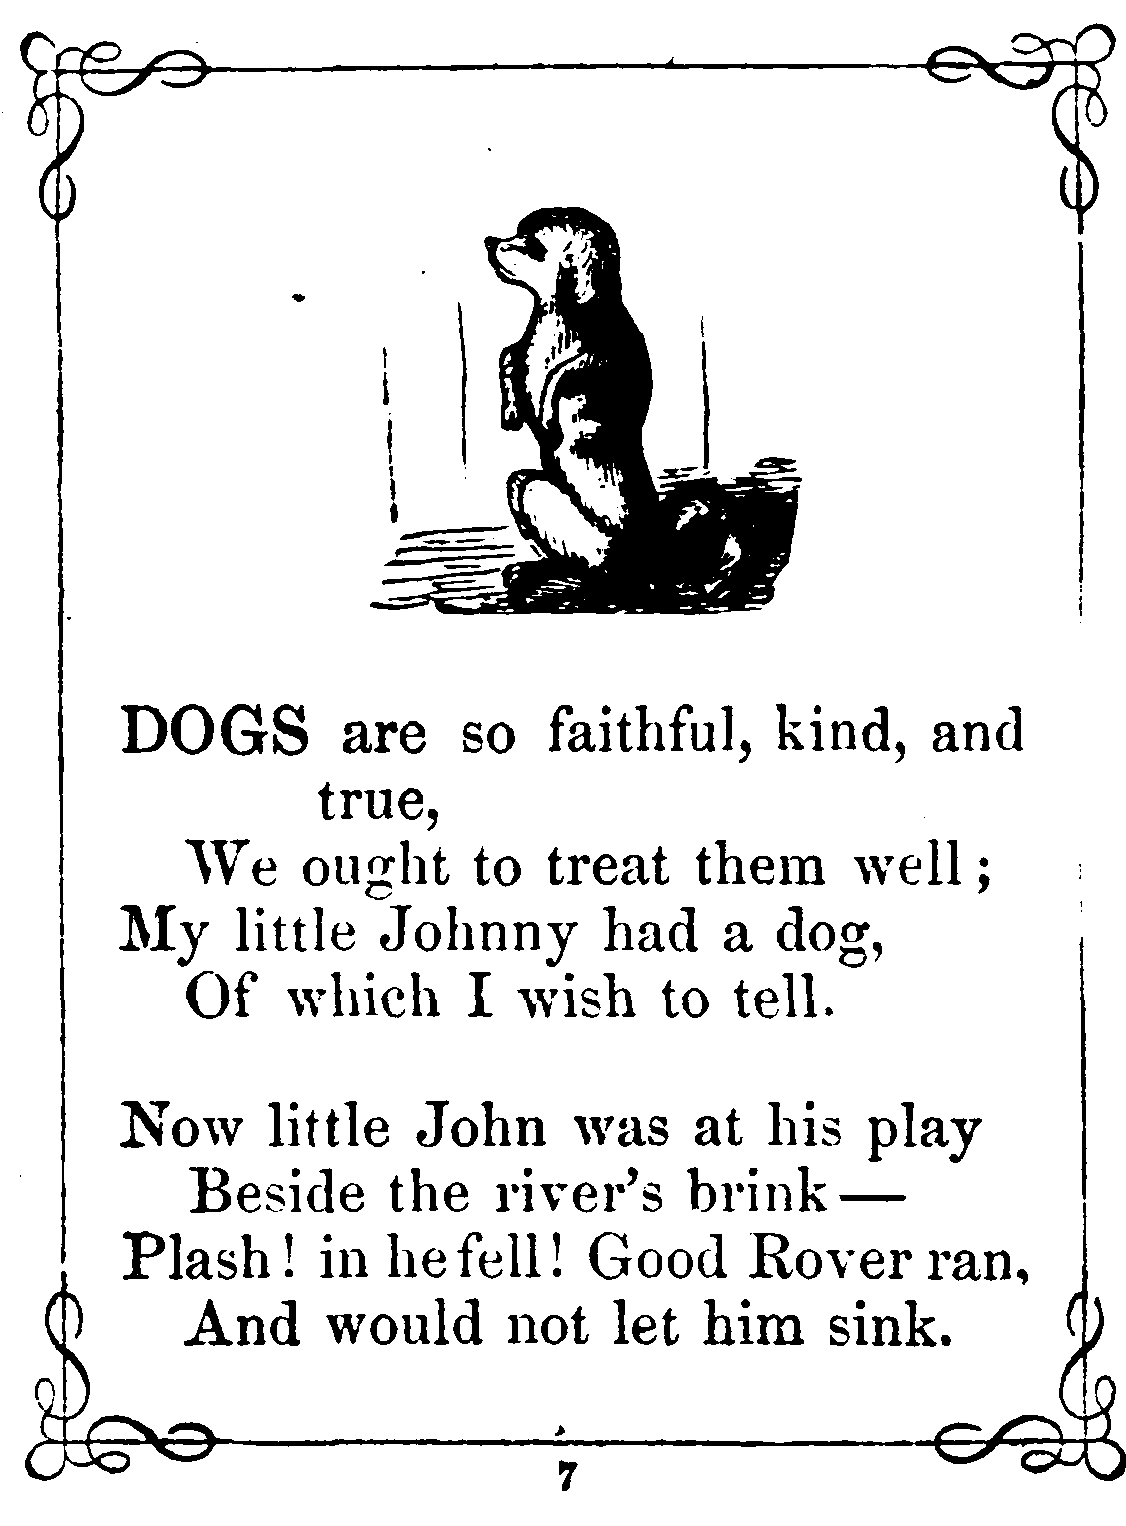 DOGS are so faithful, kind, and
true,
We ought to treat them well;
My little Johnny had a dog,
Of which I wish to tell.
Now little John was at his play
Beside the river's brink—
Plash! in he fell! Good Rover ran,
And would not let him sink.
7